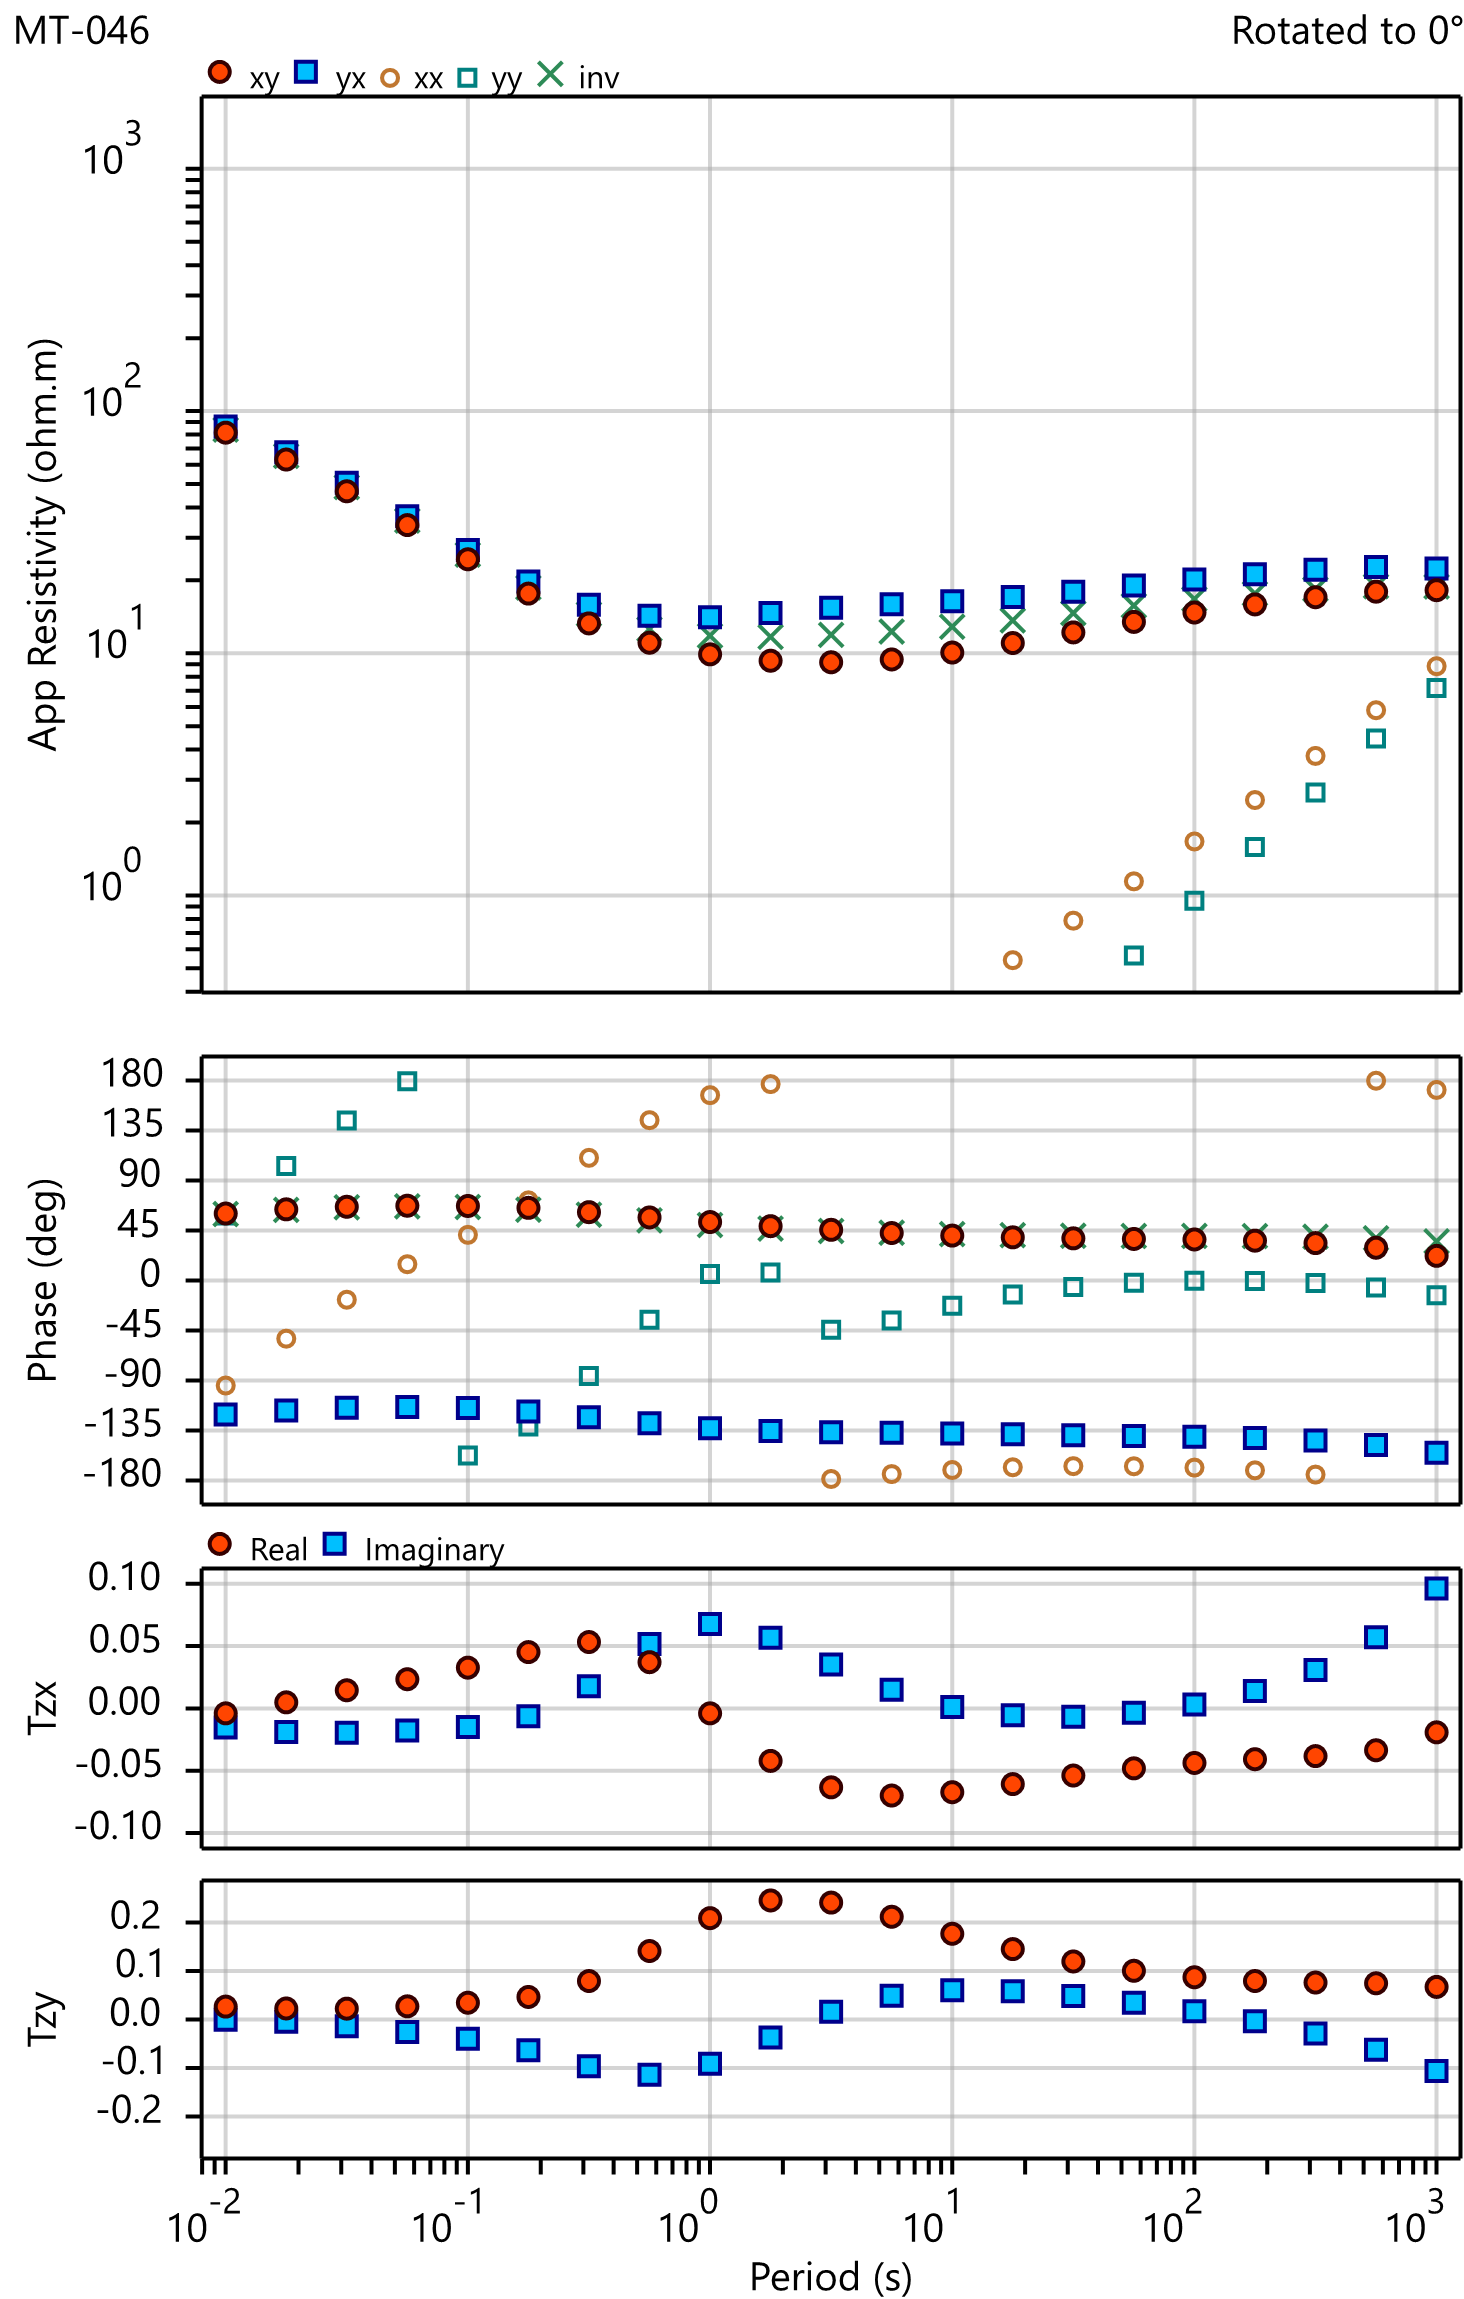 MT-046 Rotated to 0°
xy yx xx yy inv
10^3
10^2
10^1
10^0
App Resistivity (ohm.m)
180
135
90
45
0
-45
-90
-135
-180
Phase (deg)
Real Imaginary
0.10
0.05
0.00
-0.05
-0.10
Tzx
0.2
0.1
0.0
-0.1
-0.2
Tzy
10^-2 10^-1 10^0 10^1 10^2 10^3
Period (s)